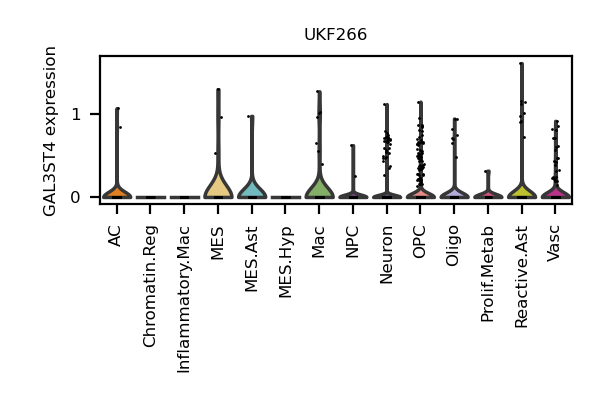 UKF266
GAL3ST4 expression
1
0
AC
Chromatin.Reg
Inflammatory.Mac
MES
MES.Ast
MES.Hyp
Mac
NPC
Neuron
OPC
Oligo
Prolif.Metab
Reactive.Ast
Vasc